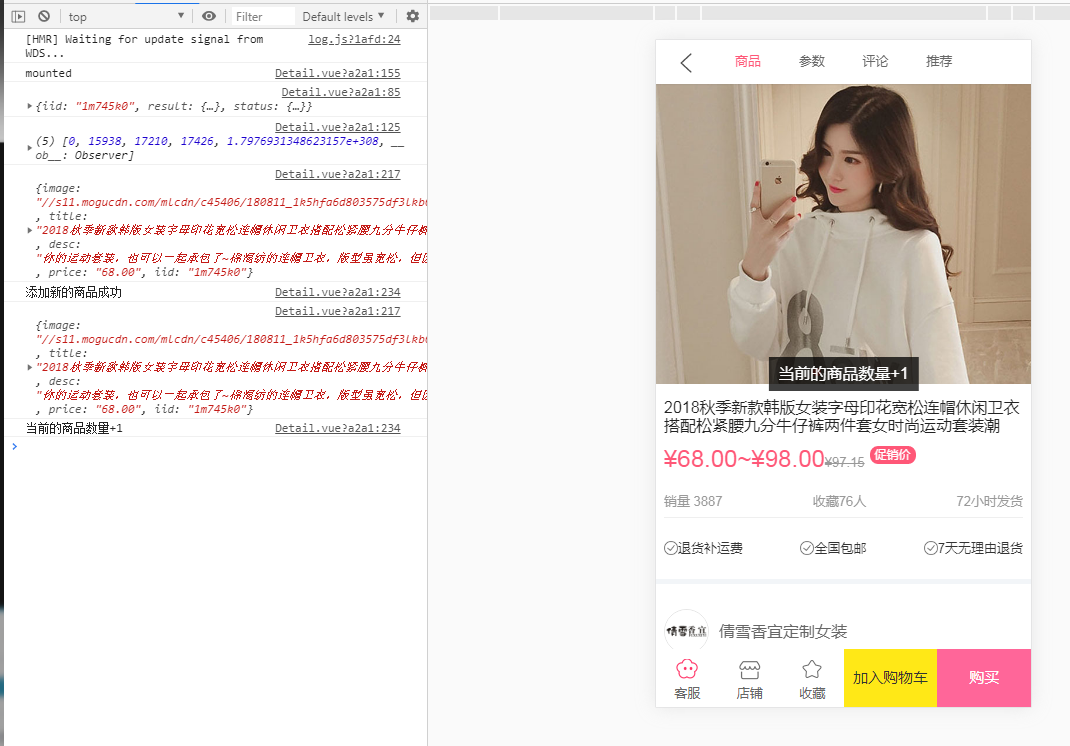 top
Filter
Default levels
[HMR] Waiting for update signal from
WDS...
log.js?1afd:24
mounted
Detail.vue?a2a1:155
Detail.vue?a2a1:85
{iid: "1m745k0", result: {…}, status: {…}}
Detail.vue?a2a1:125
(5) [0, 15938, 17210, 17426, 1.7976931348623157e+308, __
ob__: Observer]
Detail.vue?a2a1:217
{image:
"//s11.mogucdn.com/mlcdn/c45406/180811_1k5hfa6d803575df3lkb
, title:
"2018秋季新款韩版女装字母印花宽松连帽休闲卫衣搭配松紧腰九分牛仔裤
, desc:
"你的运动套装，也可以一起承包了~棉绸纺的连帽卫衣，版型虽宽松，但
, price: "68.00", iid: "1m745k0"}
添加新的商品成功
Detail.vue?a2a1:234
Detail.vue?a2a1:217
{image:
"//s11.mogucdn.com/mlcdn/c45406/180811_1k5hfa6d803575df3lkb
, title:
"2018秋季新款韩版女装字母印花宽松连帽休闲卫衣搭配松紧腰九分牛仔裤
, desc:
"你的运动套装，也可以一起承包了~棉绸纺的连帽卫衣，版型虽宽松，但
, price: "68.00", iid: "1m745k0"}
当前的商品数量+1
Detail.vue?a2a1:234
商品 参数 评论 推荐
当前的商品数量+1
2018秋季新款韩版女装字母印花宽松连帽休闲卫衣
搭配松紧腰九分牛仔裤两件套女时尚运动套装潮
¥68.00~¥98.00 ¥97.15 促销价
销量 3887 收藏76人 72小时发货
退货补运费 全国包邮 7天无理由退货
倩雪香宜
倩雪香宜定制女装
客服 店铺 收藏 加入购物车 购买